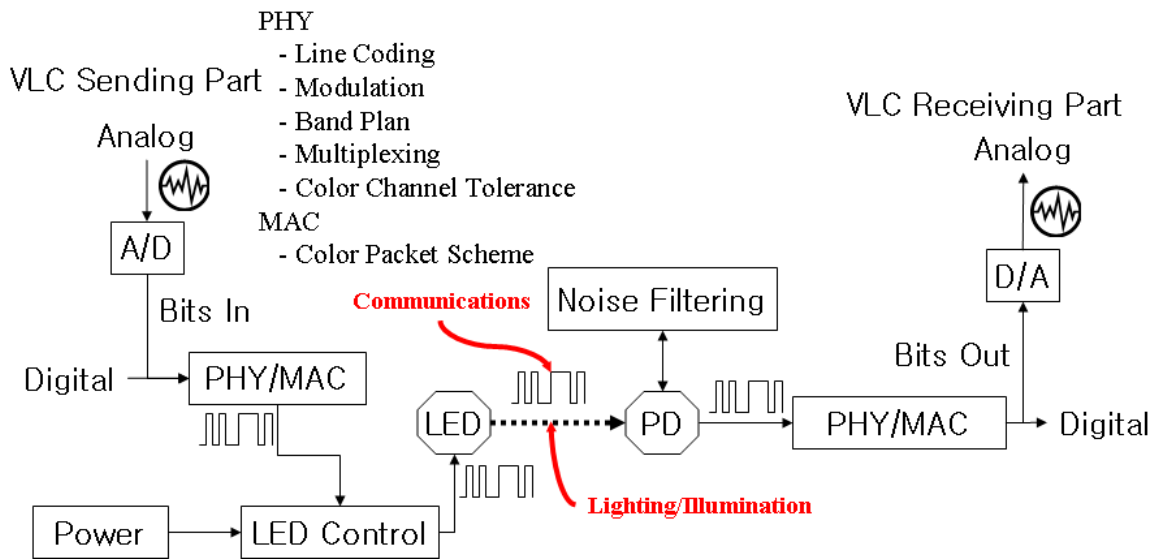 PHY
- Line Coding
- Modulation
- Band Plan
- Multiplexing
- Color Channel Tolerance
MAC
- Color Packet Scheme
VLC Sending Part
Analog
A/D
Bits In
Digital
PHY/MAC
Power
LED Control
LED
Communications
Lighting/Illumination
Noise Filtering
PD
PHY/MAC
VLC Receiving Part
Analog
D/A
Bits Out
Digital